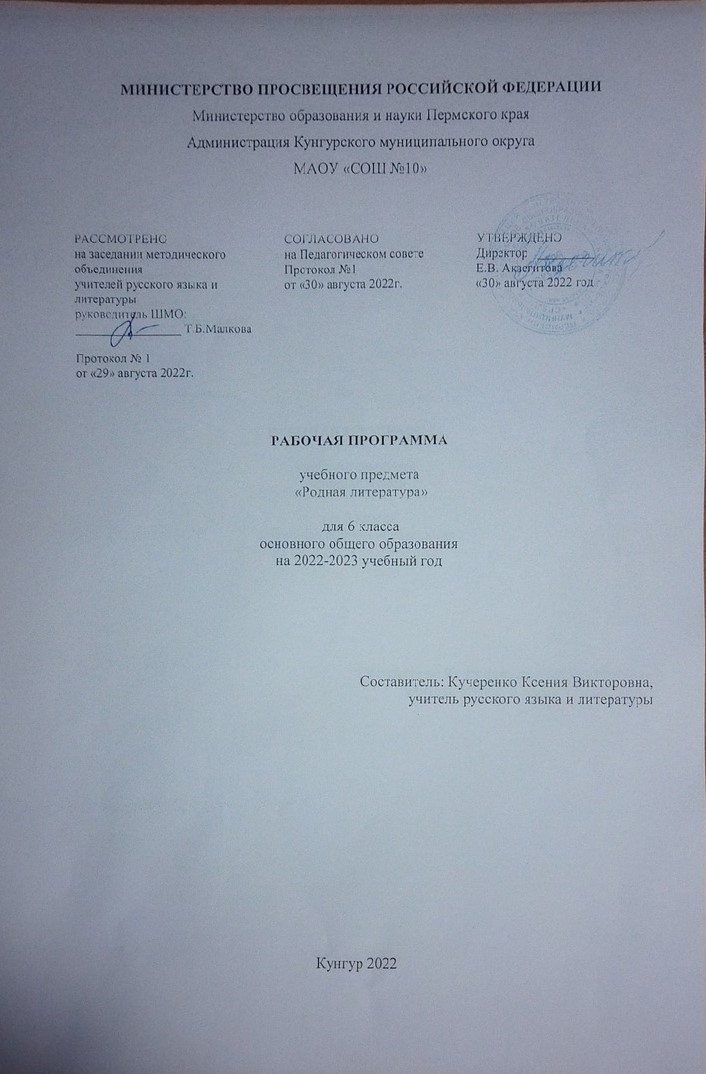 МИНИСТЕРСТВО ПРОСВЕЩЕНИЯ РОССИЙСКОЙ ФЕДЕРАЦИИ
Министерство образования и науки Пермского края
Администрация Кунгурского муниципального округа
МАОУ «СОШ №10»
РАССМОТРЕНО
на заседании методического
объединения
учителей русского языка и
литературы
руководитель ШМО:
Т.Б.Малкова
Протокол № 1
от «29» августа 2022г.
СОГЛАСОВАНО
на Педагогическом совете
Протокол №1
от «30» августа 2022г.
УТВЕРЖДЕНО
Директор
Е.В. Акзегитова
«30» августа 2022 год
РАБОЧАЯ ПРОГРАММА
учебного предмета
«Родная литература»
для 6 класса
основного общего образования
на 2022-2023 учебный год
Составитель: Кучеренко Ксения Викторовна,
учитель русского языка и литературы
Кунгур 2022